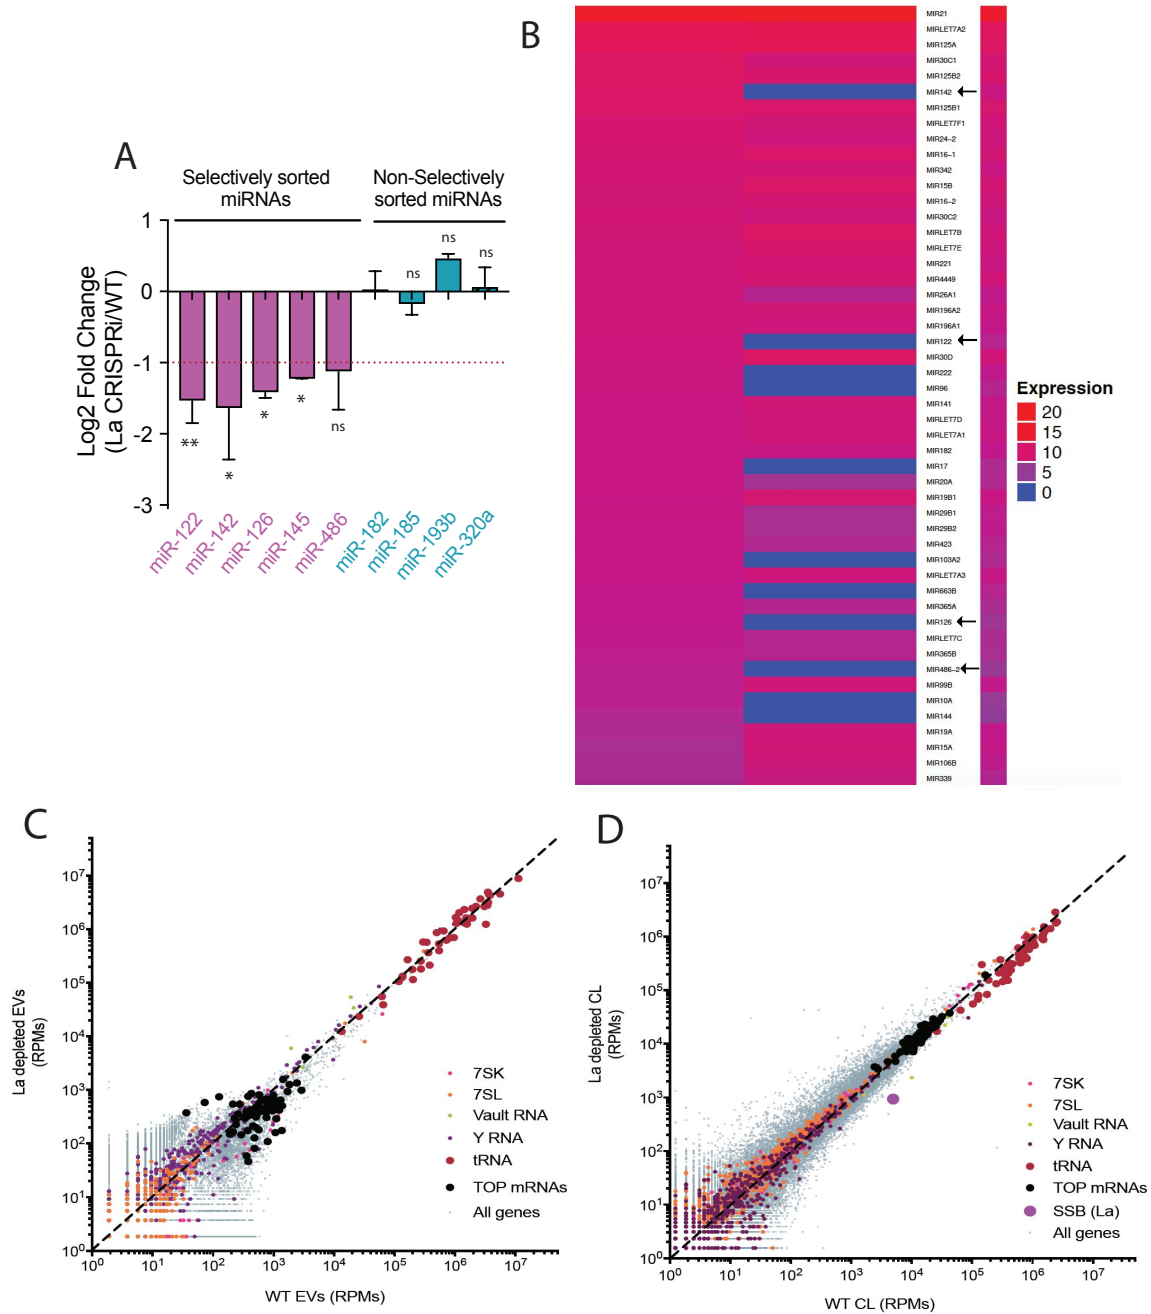 A
Selectively sorted
miRNAs
Non-Selectively
sorted miRNAs
Log2 Fold Change
(La CRISPRi/WT)
1
0
-1
-2
-3
**
*
*
*
ns
ns
ns
ns
miR-122
miR-142
miR-126
miR-145
miR-486
miR-182
miR-185
miR-193b
miR-320a
B
MIR21
MIRLET7A2
MIR125A
MIR30C1
MIR125B2
MIR142
MIR125B1
MIRLET7F1
MIR24-2
MIR16-1
MIR342
MIR15B
MIR16-2
MIR30C2
MIRLET7B
MIRLET7E
MIR221
MIR4449
MIR26A1
MIR196A2
MIR196A1
MIR122
MIR30D
MIR222
MIR96
MIR141
MIRLET7D
MIRLET7A1
MIR182
MIR17
MIR20A
MIR19B1
MIR29B1
MIR29B2
MIR423
MIR103A2
MIRLET7A3
MIR663B
MIR365A
MIR126
MIRLET7C
MIR365B
MIR486-2
MIR99B
MIR10A
MIR144
MIR19A
MIR15A
MIR106B
MIR339
Expression
20
15
10
5
0
C
La depleted EVs
(RPMs)
10⁷
10⁶
10⁵
10⁴
10³
10²
10¹
10⁰
10⁰ 10¹ 10² 10³ 10⁴ 10⁵ 10⁶ 10⁷
WT EVs (RPMs)
7SK
7SL
Vault RNA
Y RNA
tRNA
TOP mRNAs
All genes
D
La depleted CL
(RPMs)
10⁷
10⁶
10⁵
10⁴
10³
10²
10¹
10⁰
10⁰ 10¹ 10² 10³ 10⁴ 10⁵ 10⁶ 10⁷
WT CL (RPMs)
7SK
7SL
Vault RNA
Y RNA
tRNA
TOP mRNAs
SSB (La)
All genes